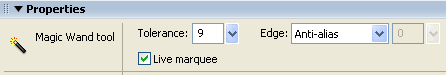 Properties
Magic Wand tool Tolerance: 9 Edge: Anti-alias 0
Live marquee